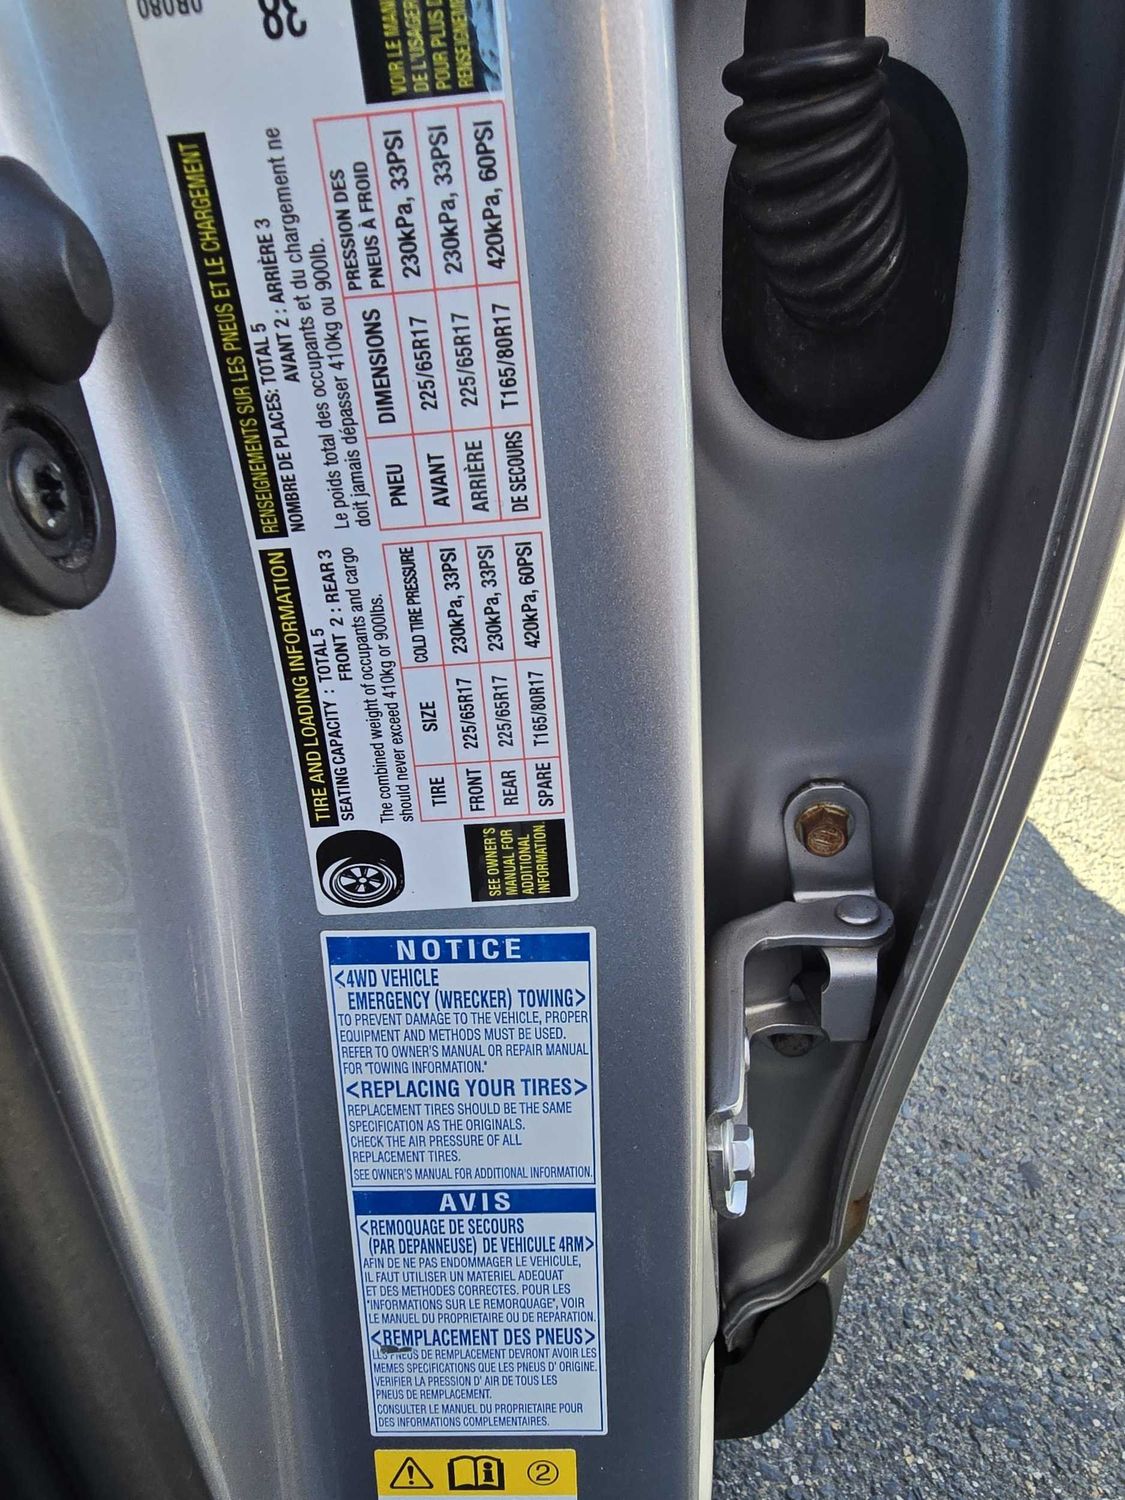 0B080
38
VOIR LE MANUEL
DE L'USAGER
POUR PLUS DE
RENSEIGNEMENTS
RENSEIGNEMENTS SUR LES PNEUS ET LE CHARGEMENT
NOMBRE DE PLACES: TOTAL 5
AVANT 2 : ARRIÈRE 3
Le poids total des occupants et du chargement ne
doit jamais dépasser 410kg ou 900lb.
PNEU DIMENSIONS PRESSION DES
PNEUS À FROID
AVANT 225/65R17 230kPa, 33PSI
ARRIÈRE 225/65R17 230kPa, 33PSI
DE SECOURS T165/80R17 420kPa, 60PSI
TIRE AND LOADING INFORMATION
SEATING CAPACITY : TOTAL 5
FRONT 2 : REAR 3
The combined weight of occupants and cargo
should never exceed 410kg or 900lbs.
TIRE SIZE COLD TIRE PRESSURE
FRONT 225/65R17 230kPa, 33PSI
REAR 225/65R17 230kPa, 33PSI
SPARE T165/80R17 420kPa, 60PSI
SEE OWNER'S
MANUAL FOR
ADDITIONAL
INFORMATION.
NOTICE
<4WD VEHICLE
EMERGENCY (WRECKER) TOWING>
TO PREVENT DAMAGE TO THE VEHICLE, PROPER
EQUIPMENT AND METHODS MUST BE USED.
REFER TO OWNER'S MANUAL OR REPAIR MANUAL
FOR "TOWING INFORMATION."
<REPLACING YOUR TIRES>
REPLACEMENT TIRES SHOULD BE THE SAME
SPECIFICATION AS THE ORIGINALS.
CHECK THE AIR PRESSURE OF ALL
REPLACEMENT TIRES.
SEE OWNER'S MANUAL FOR ADDITIONAL INFORMATION.
AVIS
<REMOQUAGE DE SECOURS
(PAR DEPANNEUSE) DE VEHICULE 4RM>
AFIN DE NE PAS ENDOMMAGER LE VEHICULE,
IL FAUT UTILISER UN MATERIEL ADEQUAT
ET DES METHODES CORRECTES. POUR LES
"INFORMATIONS SUR LE REMORQUAGE", VOIR
LE MANUEL DU PROPRIETAIRE OU DE REPARATION.
<REMPLACEMENT DES PNEUS>
LES PNEUS DE REMPLACEMENT DEVRONT AVOIR LES
MEMES SPECIFICATIONS QUE LES PNEUS D' ORIGINE.
VERIFIER LA PRESSION D' AIR DE TOUS LES
PNEUS DE REMPLACEMENT.
CONSULTER LE MANUEL DU PROPRIETAIRE POUR
DES INFORMATIONS COMPLEMENTAIRES.
2